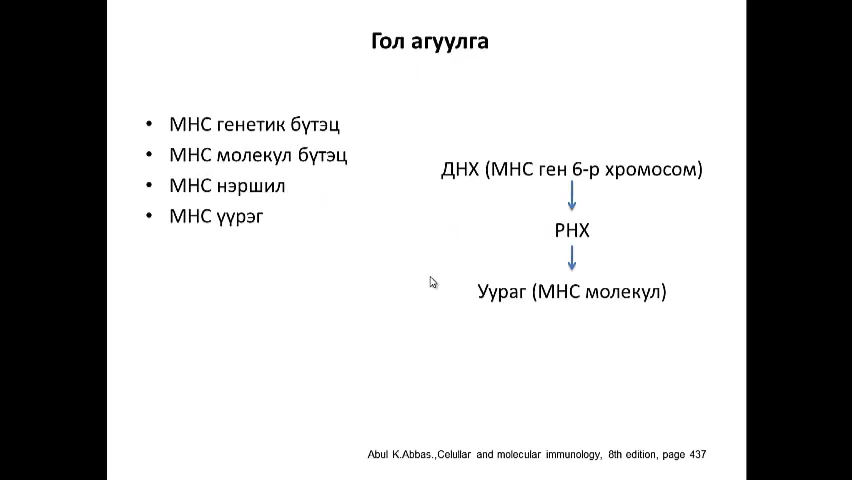 Гол агуулга
• МНС генетик бүтэц
• МНС молекул бүтэц
• МНС нэршил
• МНС үүрэг
ДНХ (МНС ген 6-р хромосом)
РНХ
Уураг (МНС молекул)
Abul K.Abbas.,Celullar and molecular immunology, 8th edition, page 437